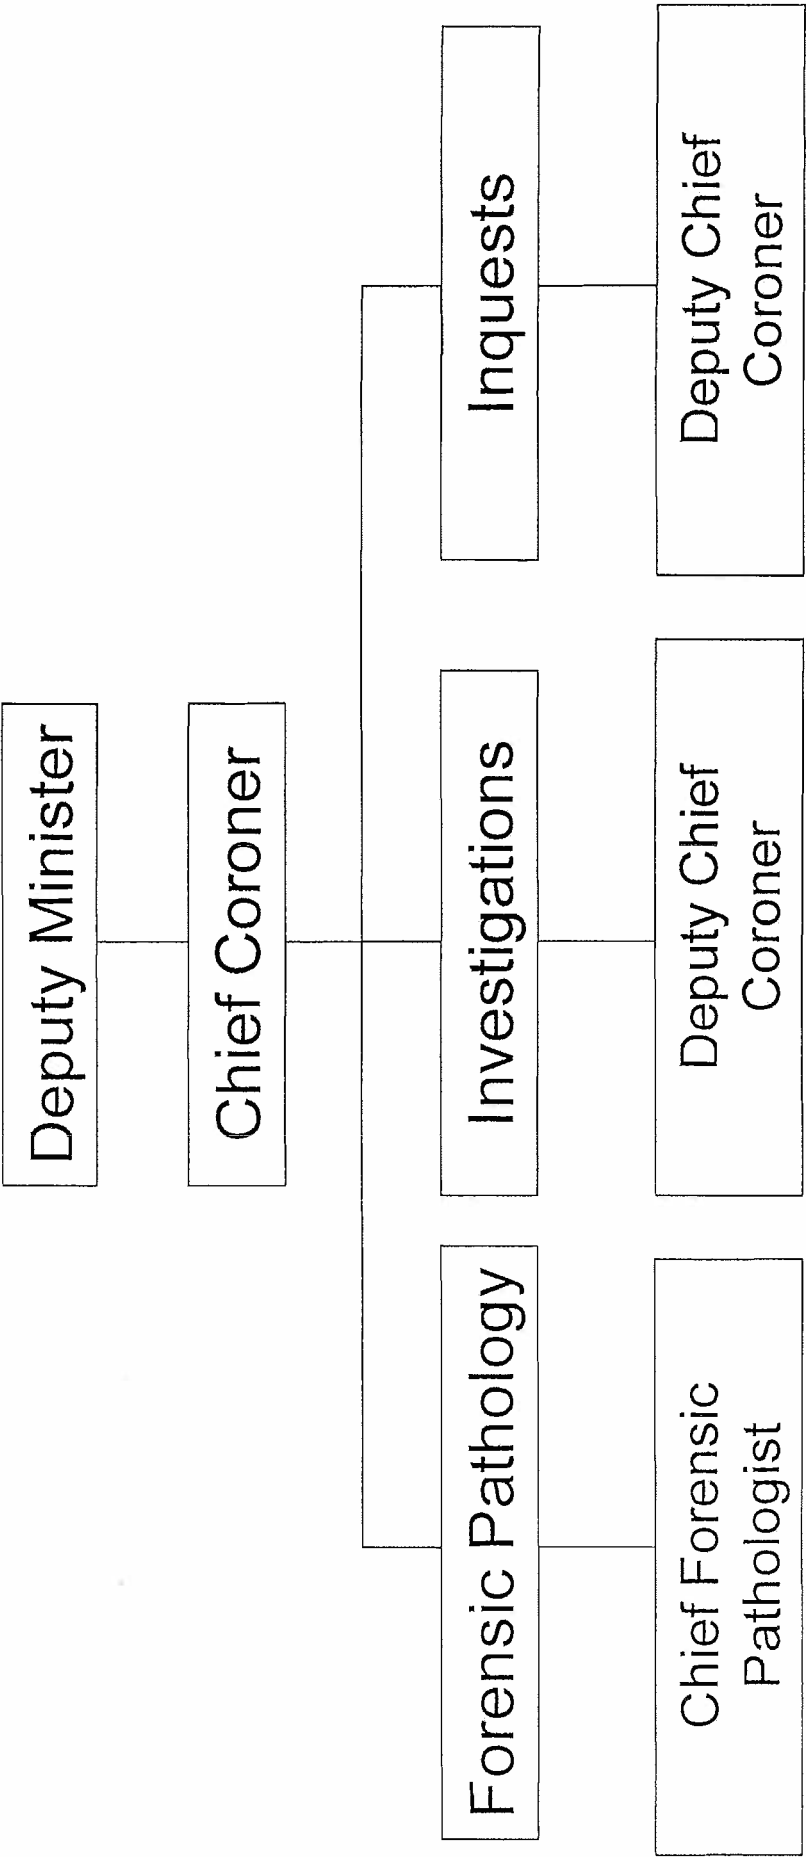 Deputy Minister
Chief Coroner
Forensic Pathology
Investigations
Inquests
Chief Forensic
Pathologist
Deputy Chief
Coroner
Deputy Chief
Coroner